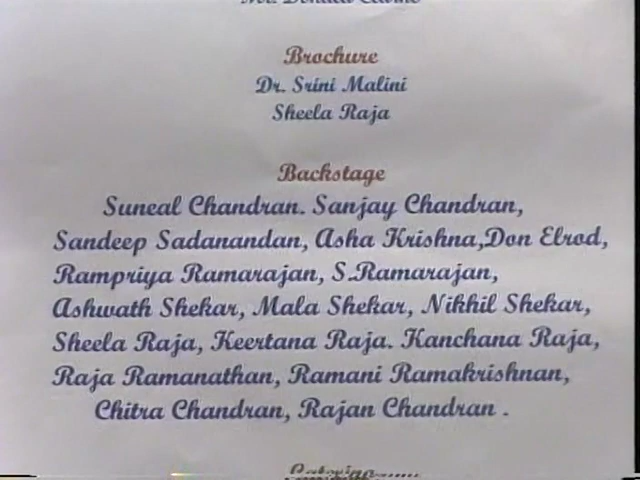 Brochure
Dr. Srini Malini
Sheela Raja
Backstage
Suneal Chandran. Sanjay Chandran,
Sandeep Sadanandan, Asha Krishna,Don Elrod,
Rampriya Ramarajan, S.Ramarajan,
Ashwath Shekar, Mala Shekar, Nikhil Shekar,
Sheela Raja, Keertana Raja. Kanchana Raja,
Raja Ramanathan, Ramani Ramakrishnan,
Chitra Chandran, Rajan Chandran .